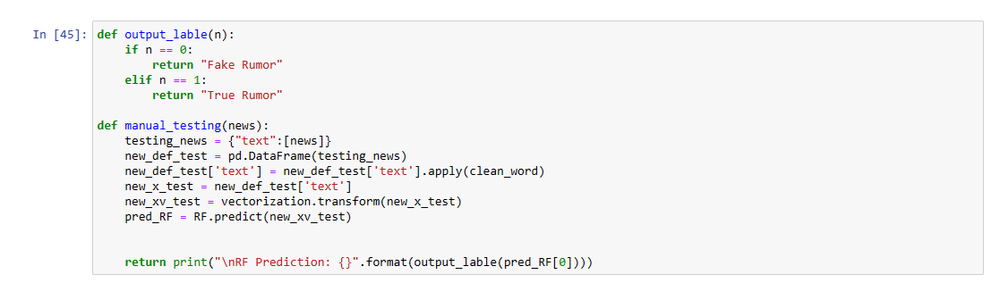 In [45]: def output_lable(n):
    if n == 0:
        return "Fake Rumor"
    elif n == 1:
        return "True Rumor"

def manual_testing(news):
    testing_news = {"text":[news]}
    new_def_test = pd.DataFrame(testing_news)
    new_def_test['text'] = new_def_test['text'].apply(clean_word)
    new_x_test = new_def_test['text']
    new_xv_test = vectorization.transform(new_x_test)
    pred_RF = RF.predict(new_xv_test)


    return print("\nRF Prediction: {}".format(output_lable(pred_RF[0])))